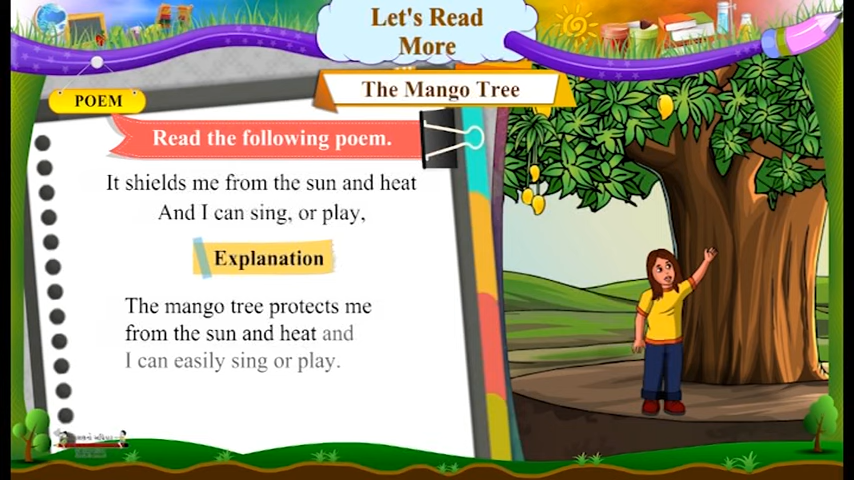 Let's Read
More
The Mango Tree
POEM
Read the following poem.
It shields me from the sun and heat
And I can sing, or play,
Explanation
The mango tree protects me
from the sun and heat and
I can easily sing or play.